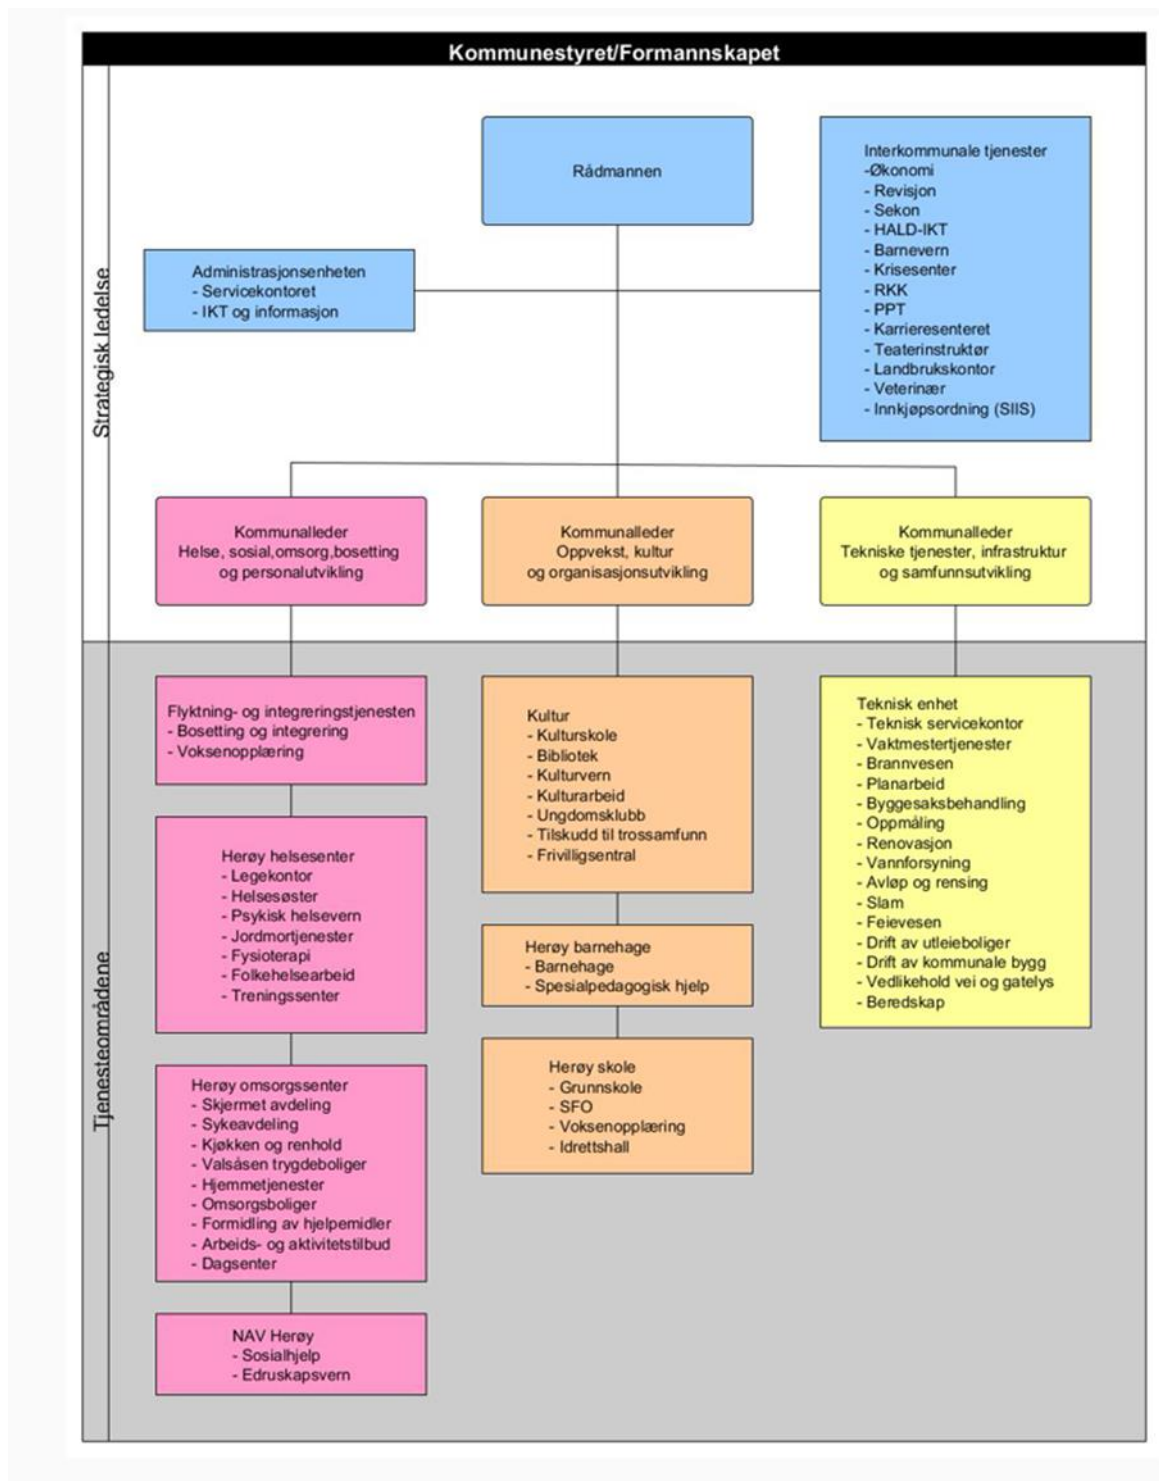 Kommunestyret/Formannskapet
Strategisk ledelse
Rådmannen
Interkommunale tjenester
-Økonomi
- Revisjon
- Sekon
- HALD-IKT
- Barnevern
- Krisesenter
- RKK
- PPT
- Karrieresenteret
- Teaterinstruktør
- Landbrukskontor
- Veterinær
- Innkjøpsordning (SIIS)
Administrasjonsenheten
- Servicekontoret
- IKT og informasjon
Kommunalleder
Helse, sosial,omsorg,bosetting
og personalutvikling
Kommunalleder
Oppvekst, kultur
og organisasjonsutvikling
Kommunalleder
Tekniske tjenester, infrastruktur
og samfunnsutvikling
Tjenesteområdene
Flyktning- og integreringstjenesten
- Bosetting og integrering
- Voksenopplæring
Herøy helsesenter
- Legekontor
- Helsesøster
- Psykisk helsevern
- Jordmortjenester
- Fysioterapi
- Folkehelsearbeid
- Treningssenter
Herøy omsorgssenter
- Skjermet avdeling
- Sykeavdeling
- Kjøkken og renhold
- Valsåsen trygdeboliger
- Hjemmetjenester
- Omsorgsboliger
- Formidling av hjelpemidler
- Arbeids- og aktivitetstilbud
- Dagsenter
NAV Herøy
- Sosialhjelp
- Edruskapsvern
Kultur
- Kulturskole
- Bibliotek
- Kulturvern
- Kulturarbeid
- Ungdomsklubb
- Tilskudd til trossamfunn
- Frivilligsentral
Herøy barnehage
- Barnehage
- Spesialpedagogisk hjelp
Herøy skole
- Grunnskole
- SFO
- Voksenopplæring
- Idrettshall
Teknisk enhet
- Teknisk servicekontor
- Vaktmestertjenester
- Brannvesen
- Planarbeid
- Byggesaksbehandling
- Oppmåling
- Renovasjon
- Vannforsyning
- Avløp og rensing
- Slam
- Feievesen
- Drift av utleieboliger
- Drift av kommunale bygg
- Vedlikehold vei og gatelys
- Beredskap